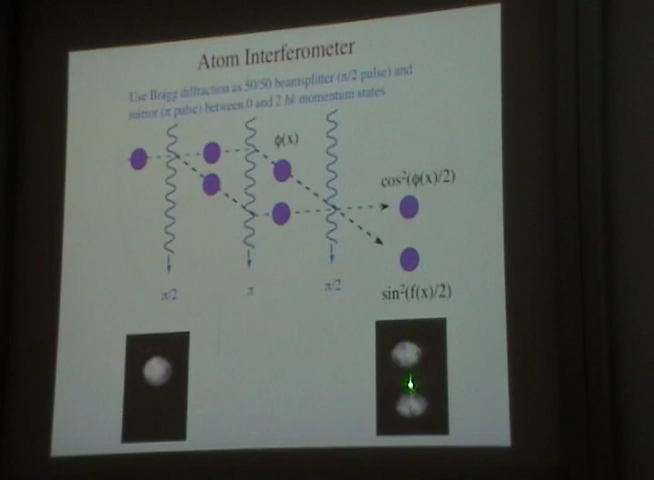 Atom Interferometer
Use Bragg diffraction as 50/50 beamsplitter (π/2 pulse) and
mirror (π pulse) between 0 and 2 ħk momentum states
ϕ(x)
cos²(ϕ(x)/2)
π/2
π
π/2
sin²(f(x)/2)